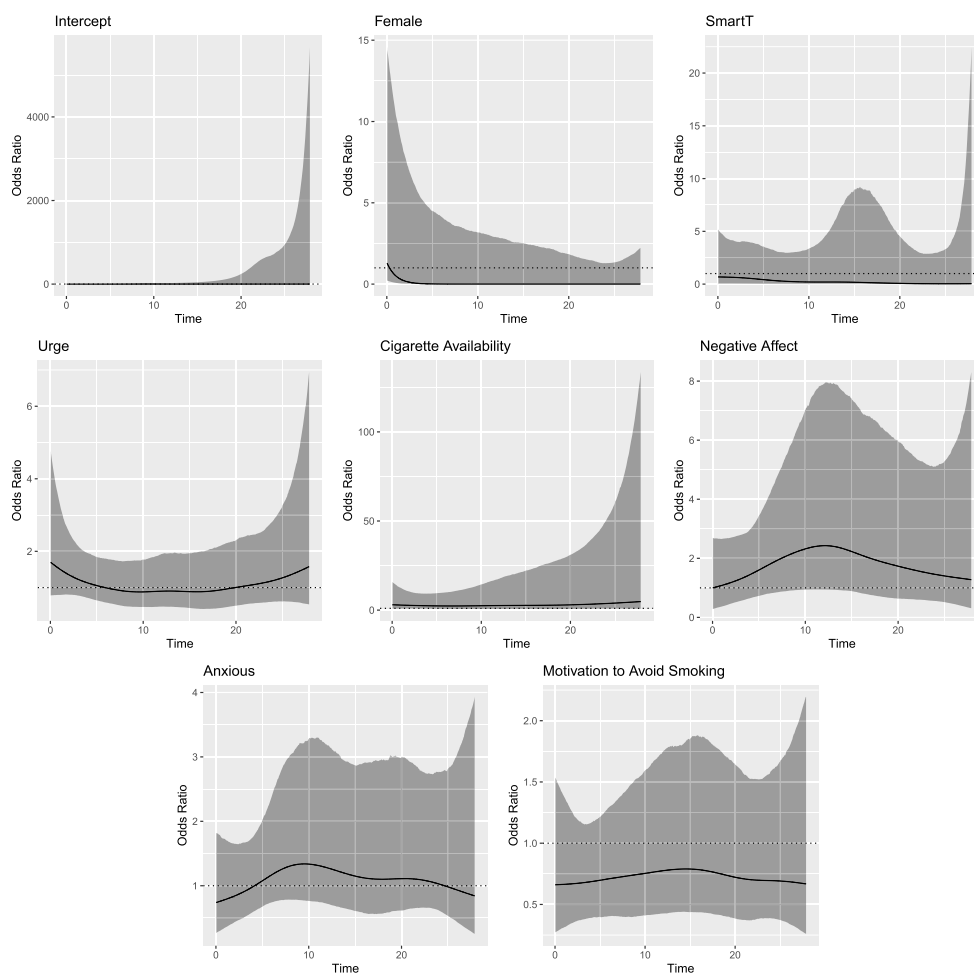 Intercept
Odds Ratio
4000
2000
0
0 10 20
Time
Female
Odds Ratio
15
10
5
0
0 10 20
Time
SmartT
Odds Ratio
20
15
10
5
0
0 10 20
Time
Urge
Odds Ratio
6
4
2
0 10 20
Time
Cigarette Availability
Odds Ratio
100
50
0
0 10 20
Time
Negative Affect
Odds Ratio
8
6
4
2
0
0 10 20
Time
Anxious
Odds Ratio
4
3
2
1
0 10 20
Time
Motivation to Avoid Smoking
Odds Ratio
2.0
1.5
1.0
0.5
0 10 20
Time